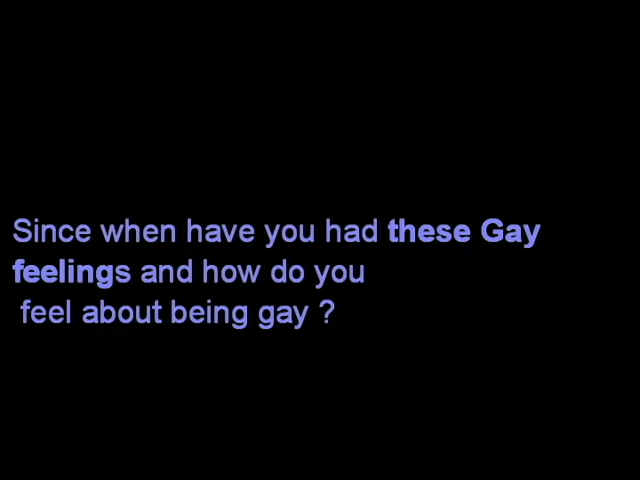 Since when have you had these Gay
feelings and how do you
feel about being gay ?